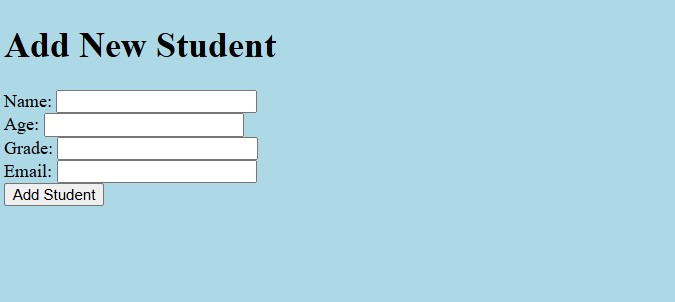 Add New Student
Name:
Age:
Grade:
Email:
Add Student